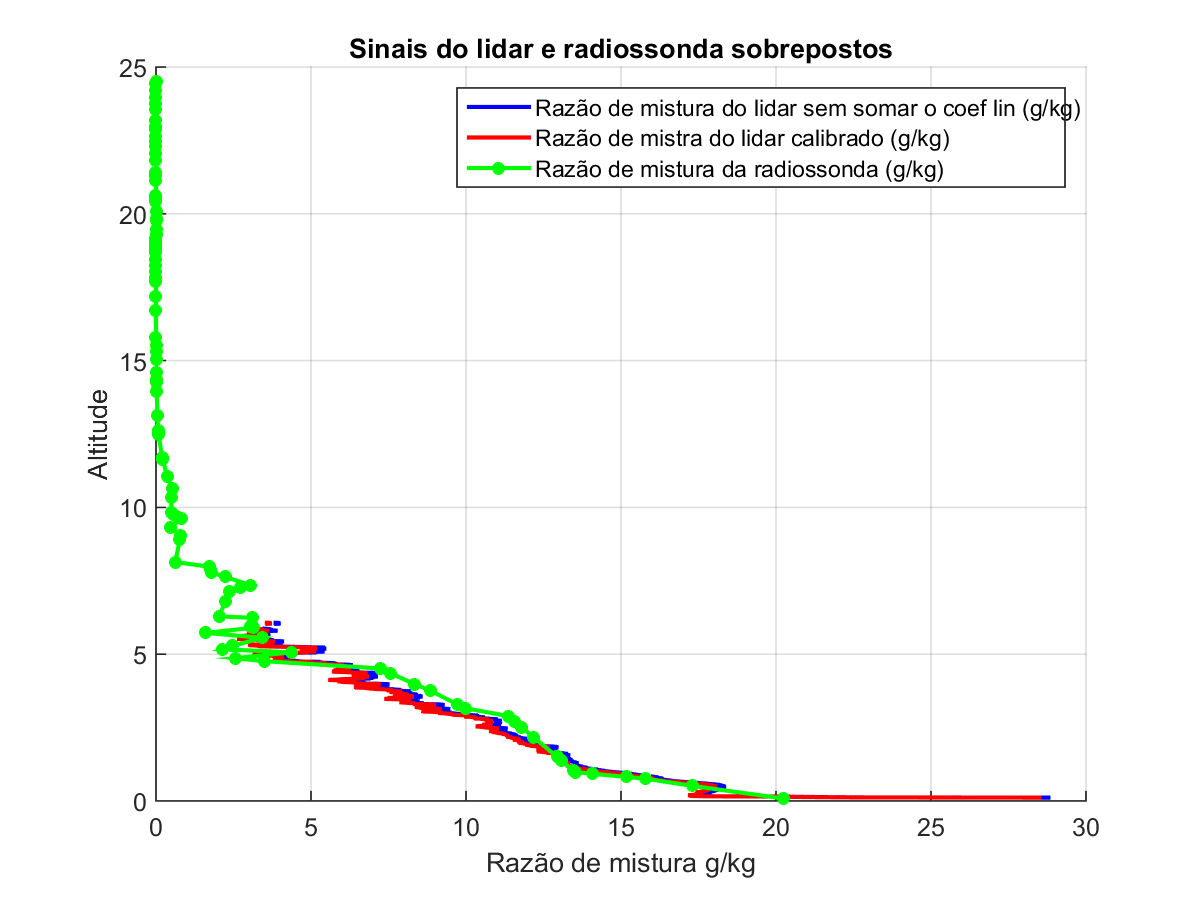 Sinais do lidar e radiossonda sobrepostos
25
20
15
10
5
0
Altitude
Razão de mistura do lidar sem somar o coef lin (g/kg)
Razão de mistra do lidar calibrado (g/kg)
Razão de mistura da radiossonda (g/kg)
0 5 10 15 20 25 30
Razão de mistura g/kg